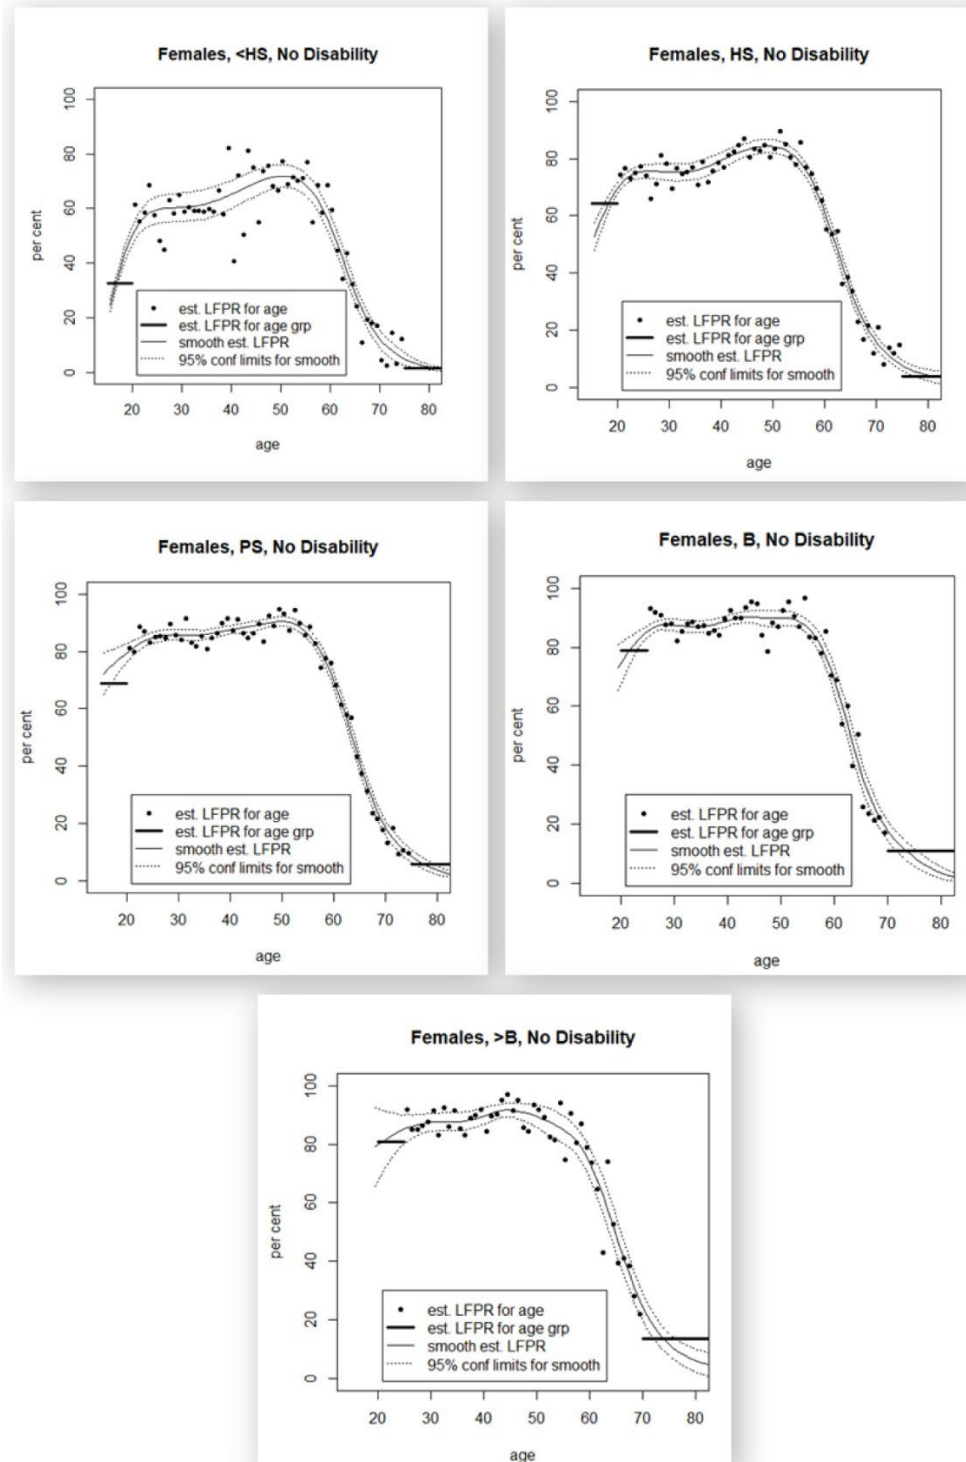 Females, <HS, No Disability
100
80
60
40
20
0
per cent
est. LFPR for age
est. LFPR for age grp
smooth est. LFPR
95% conf limits for smooth
20 30 40 50 60 70 80
age
Females, HS, No Disability
100
80
60
40
20
0
per cent
est. LFPR for age
est. LFPR for age grp
smooth est. LFPR
95% conf limits for smooth
20 30 40 50 60 70 80
age
Females, PS, No Disability
100
80
60
40
20
0
per cent
est. LFPR for age
est. LFPR for age grp
smooth est. LFPR
95% conf limits for smooth
20 30 40 50 60 70 80
age
Females, B, No Disability
100
80
60
40
20
0
per cent
est. LFPR for age
est. LFPR for age grp
smooth est. LFPR
95% conf limits for smooth
20 30 40 50 60 70 80
age
Females, >B, No Disability
100
80
60
40
20
0
per cent
est. LFPR for age
est. LFPR for age grp
smooth est. LFPR
95% conf limits for smooth
20 30 40 50 60 70 80
age